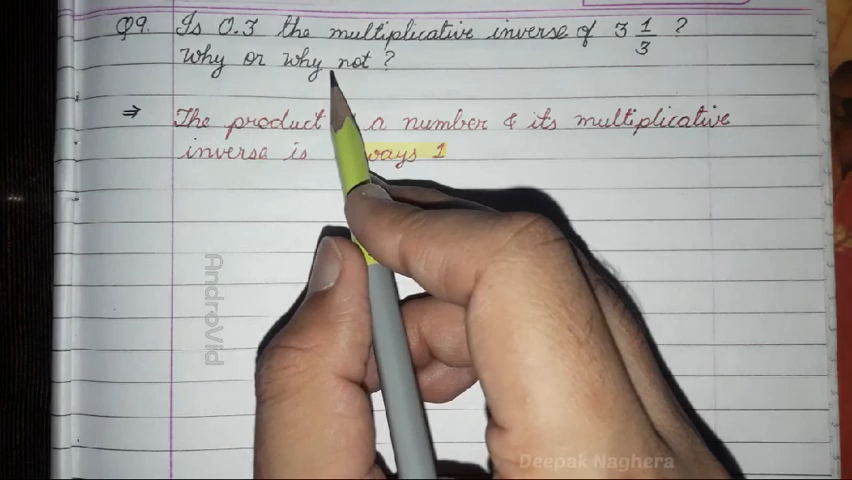 Q9. Is 0.3 the multiplicative inverse of 3 1/3 ?
Why or why not ?
⇒ The product a number & its multiplicative
inverse is ways 1
AndroVid
Deepak Naghera